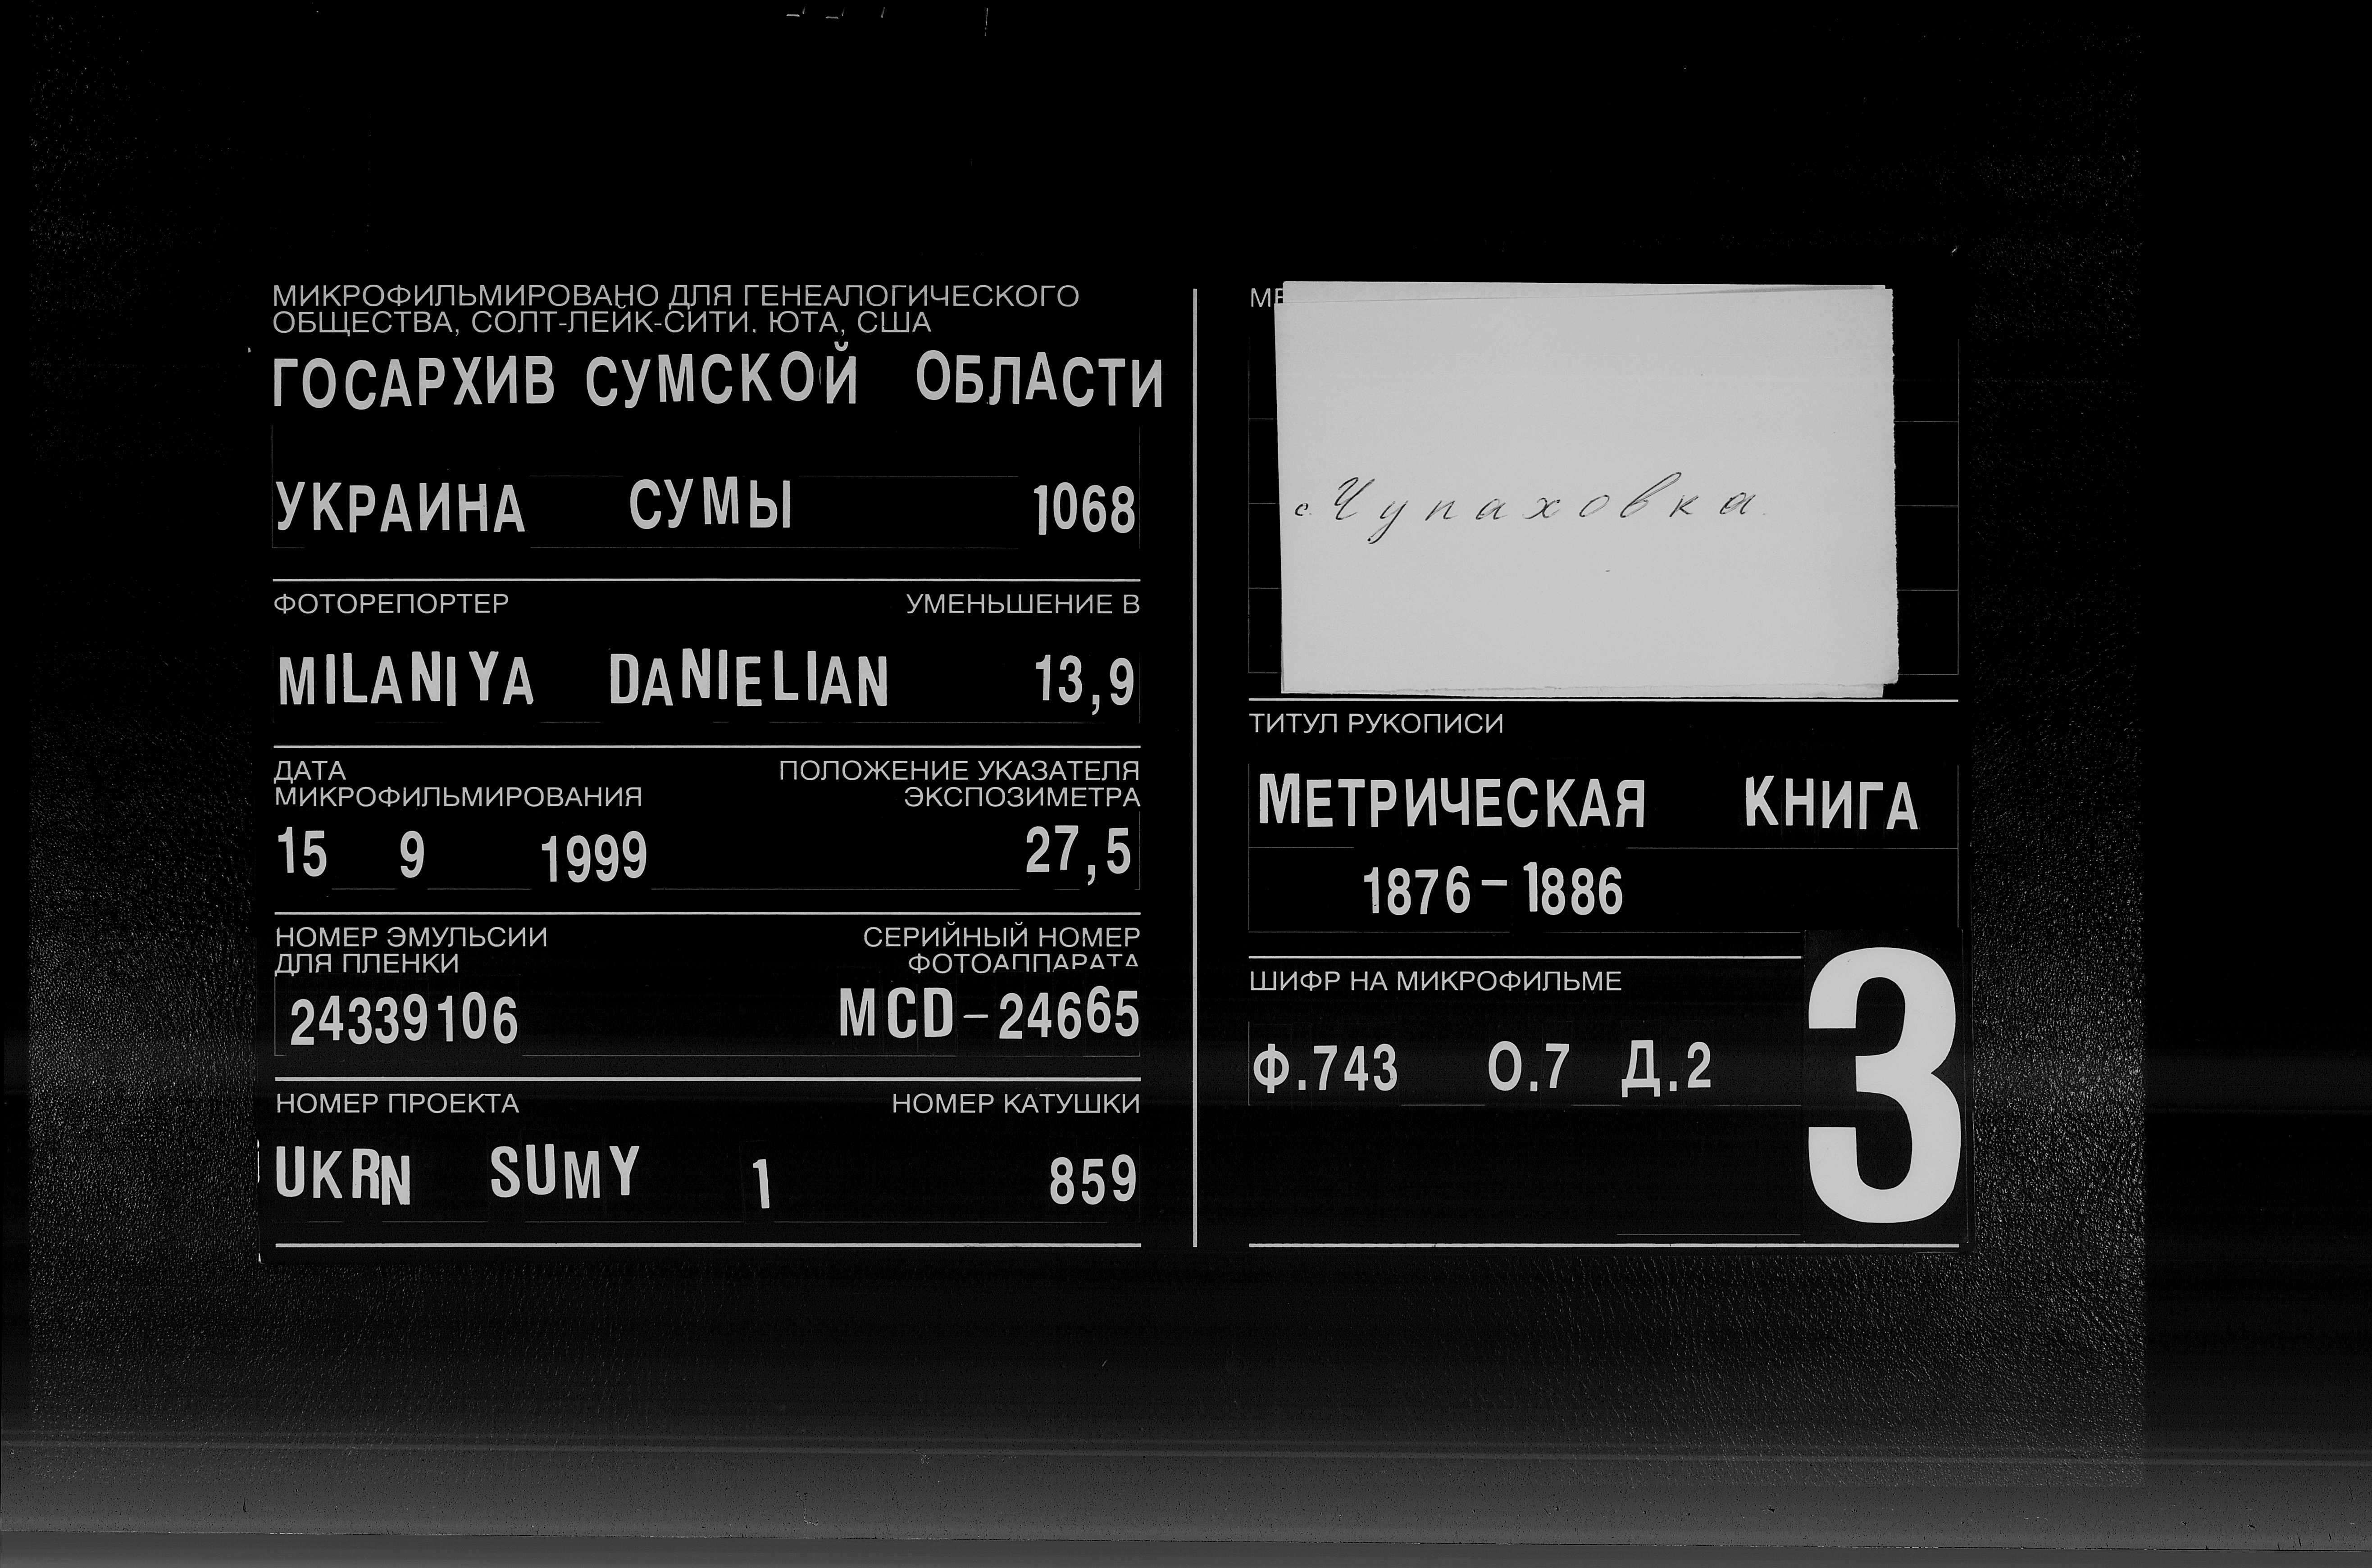 МИКРОФИЛЬМИРОВАНО ДЛЯ ГЕНЕАЛОГИЧЕСКОГО
ОБЩЕСТВА, СОЛТ-ЛЕЙК-СИТИ. ЮТА, США
ГОСАРХИВ СУМСКОЙ ОБЛАСТИ
УКРАИНА СУМЫ 1068
ФОТОРЕПОРТЕР УМЕНЬШЕНИЕ В
MILANIYA DANIELIAN 13,9
ДАТА ПОЛОЖЕНИЕ УКАЗАТЕЛЯ
МИКРОФИЛЬМИРОВАНИЯ ЭКСПОЗИМЕТРА
15 9 1999 27,5
НОМЕР ЭМУЛЬСИИ СЕРИЙНЫЙ НОМЕР
ДЛЯ ПЛЕНКИ ФОТОАППАРАТА
24339106 MCD-24665
НОМЕР ПРОЕКТА НОМЕР КАТУШКИ
UKRN SUMY 1 859
с. Чупаховка
ТИТУЛ РУКОПИСИ
МЕТРИЧЕСКАЯ КНИГА
1876-1886
ШИФР НА МИКРОФИЛЬМЕ
Ф.743 О.7 Д.2
3